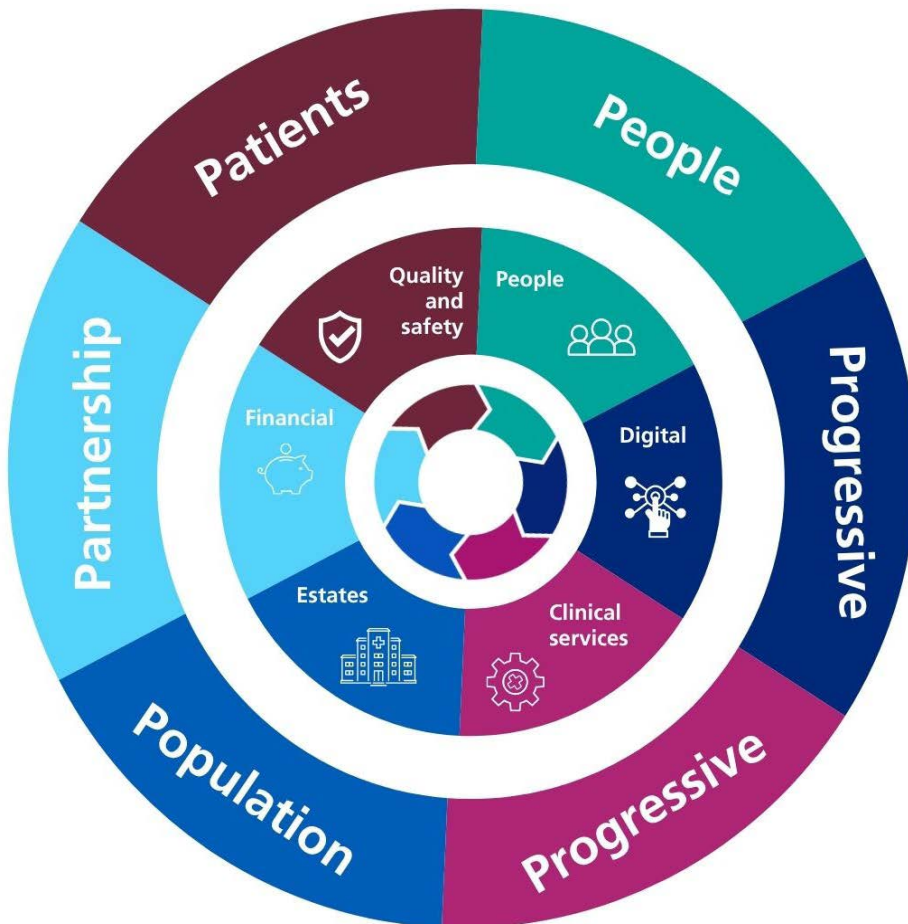 Patients
People
Progressive
Progressive
Population
Partnership
Quality
and
safety
People
Digital
Clinical
services
Estates
Financial